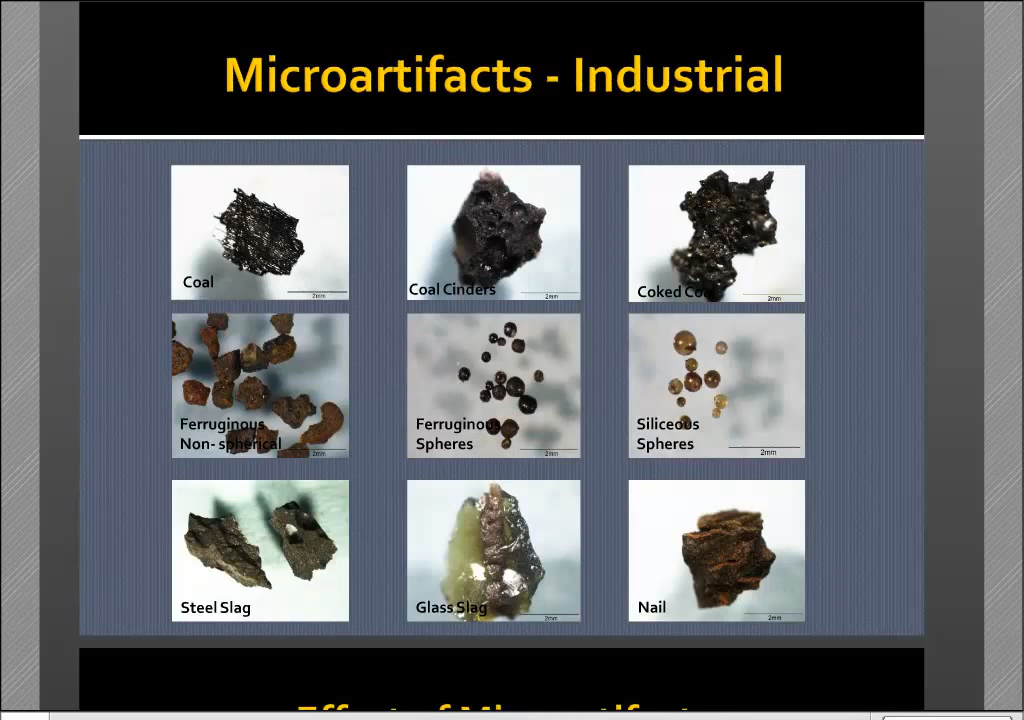 Microartifacts - Industrial
Coal
2mm
Coal Cinders
2mm
Coked
2mm
Ferruginous
Non- spherical
2mm
Ferruginous
Spheres
2mm
Siliceous
Spheres
2mm
Steel Slag
Glass Slag
2mm
Nail
2mm